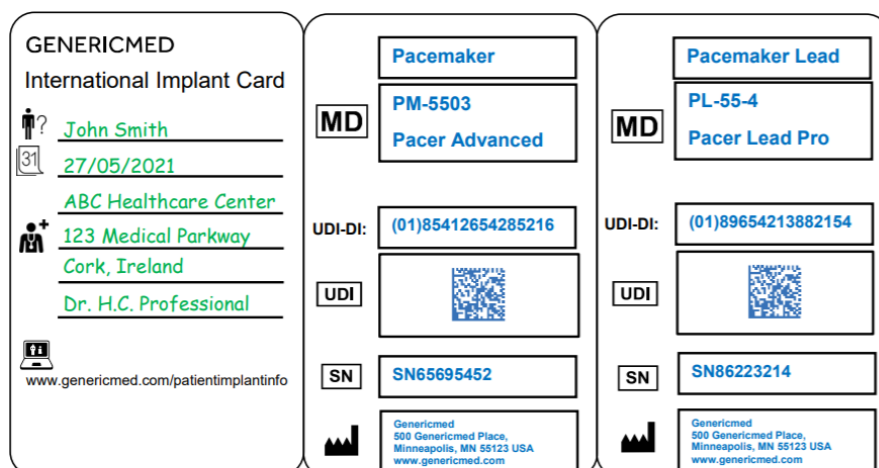 GENERICMED
International Implant Card
?
John Smith
31
27/05/2021
ABC Healthcare Center
123 Medical Parkway
Cork, Ireland
Dr. H.C. Professional
www.genericmed.com/patientimplantinfo
Pacemaker
MD
PM-5503
Pacer Advanced
UDI-DI:
(01)85412654285216
UDI
SN
SN65695452
Genericmed
500 Genericmed Place,
Minneapolis, MN 55123 USA
www.genericmed.com
Pacemaker Lead
MD
PL-55-4
Pacer Lead Pro
UDI-DI:
(01)89654213882154
UDI
SN
SN86223214
Genericmed
500 Genericmed Place,
Minneapolis, MN 55123 USA
www.genericmed.com